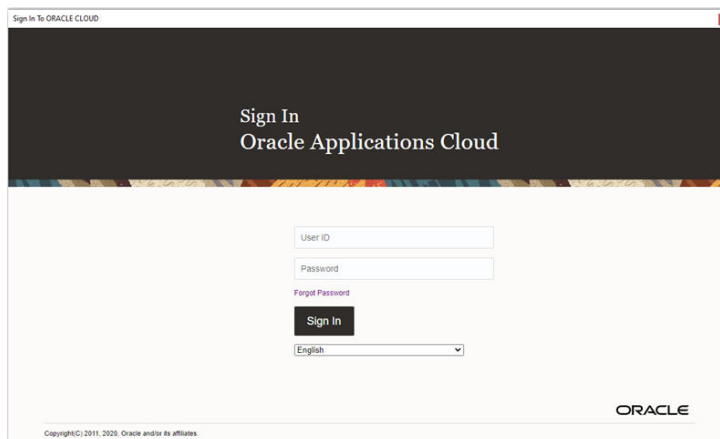 Sign In To ORACLE CLOUD
Sign In
Oracle Applications Cloud
User ID
Password
Forgot Password
Sign In
English
ORACLE
Copyright(C) 2011, 2020, Oracle and/or its affiliates.